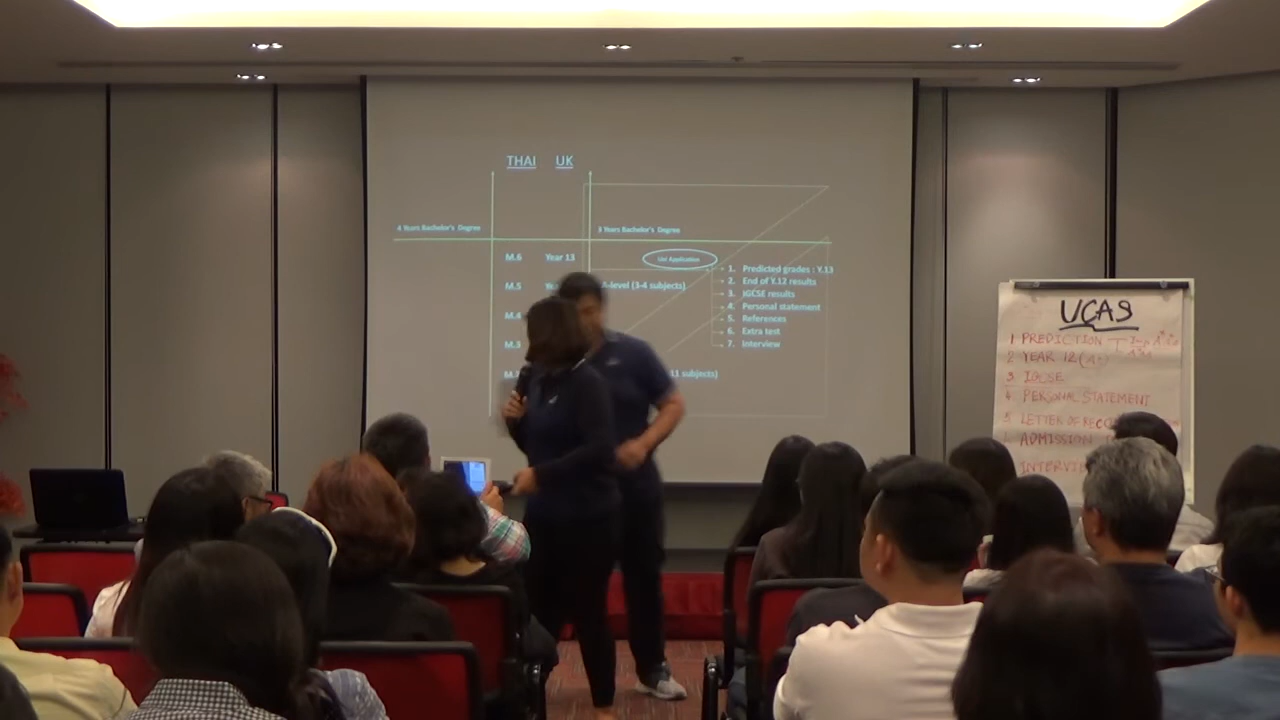 THAI UK
4 Years Bachelor's Degree
3 Years Bachelor's Degree
M.6 Year 13
Uni Application
M.5
A-level (3-4 subjects)
M.4
M.3
11 subjects)
1. Predicted grades : Y.13
2. End of Y.12 results
3. IGCSE results
4. Personal statement
5. References
6. Extra test
7. Interview
UCAS
1 PREDICTION
2 YEAR 12
3 IGCSE
4 PERSONAL STATEMENT
5 LETTER OF
ADMISSION